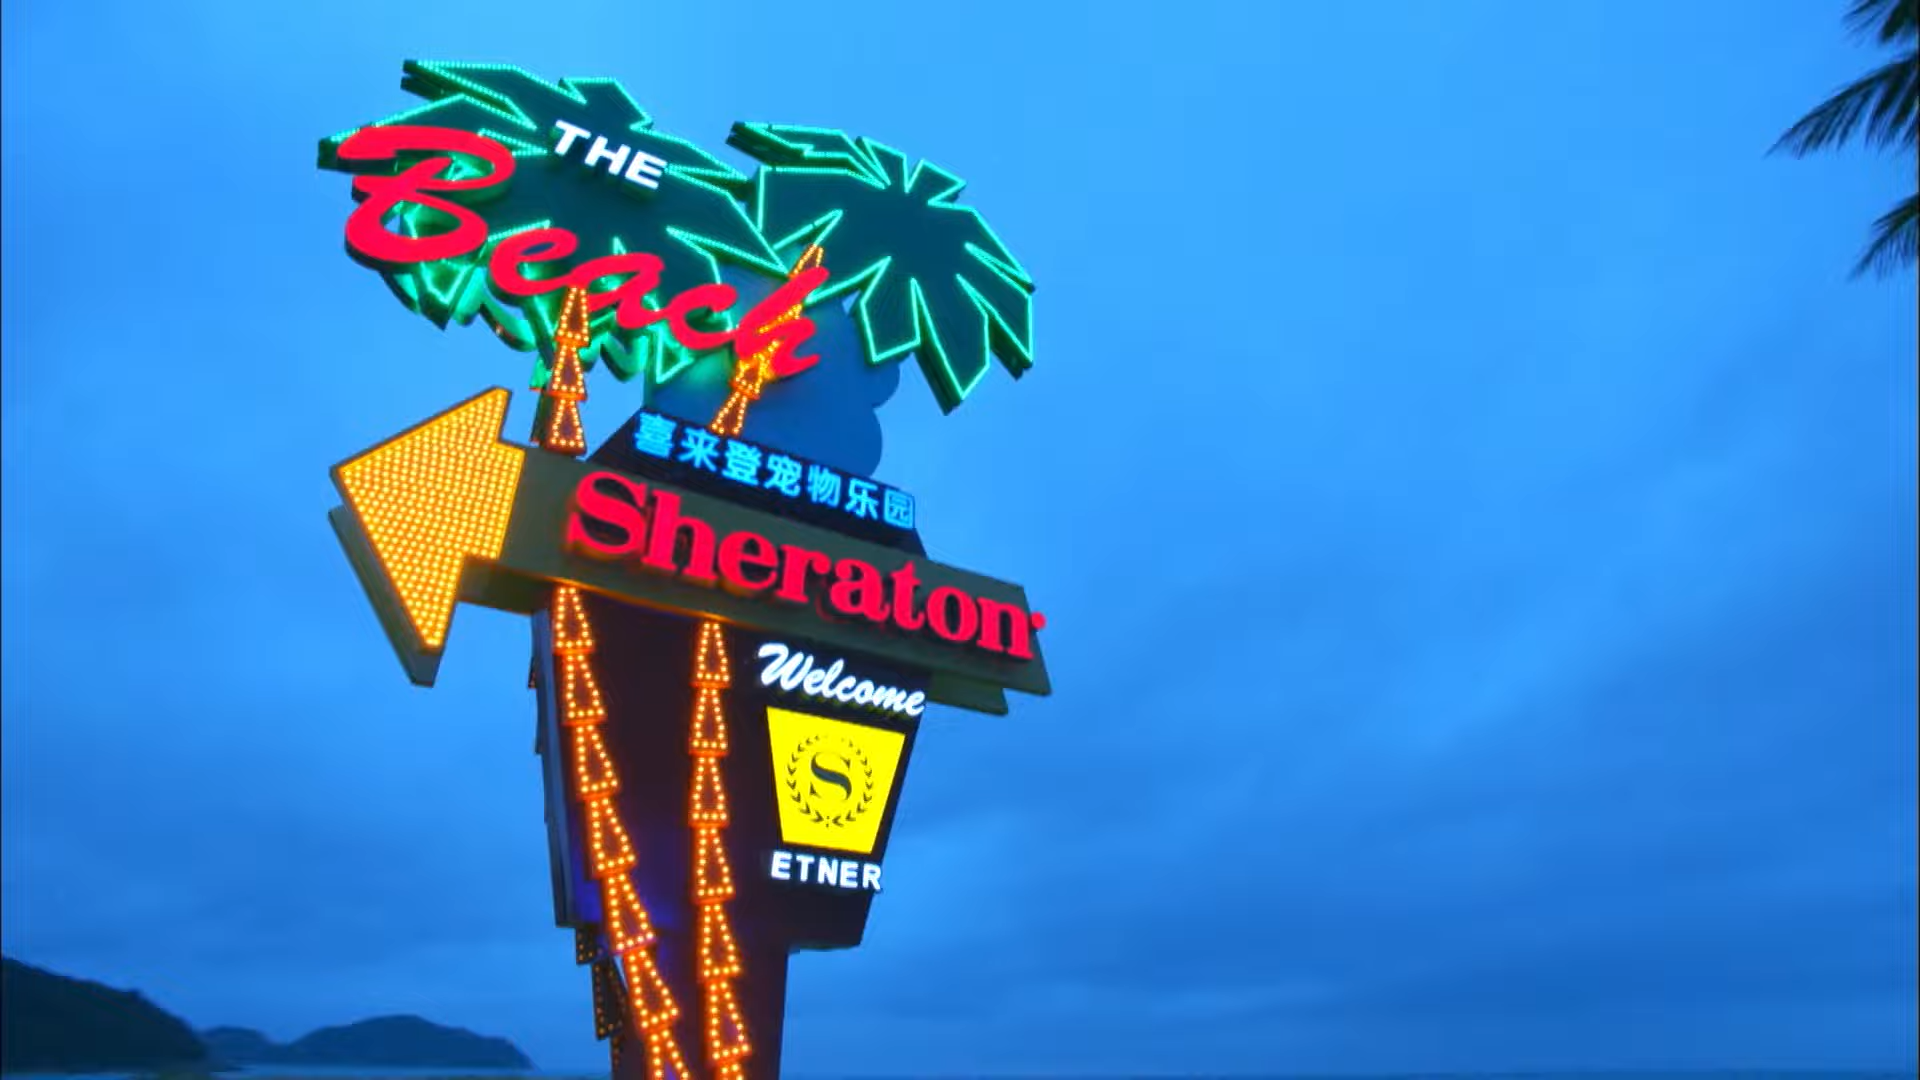 THE
Beach
喜来登宠物乐园
Sheraton
Welcome
S
ETNER